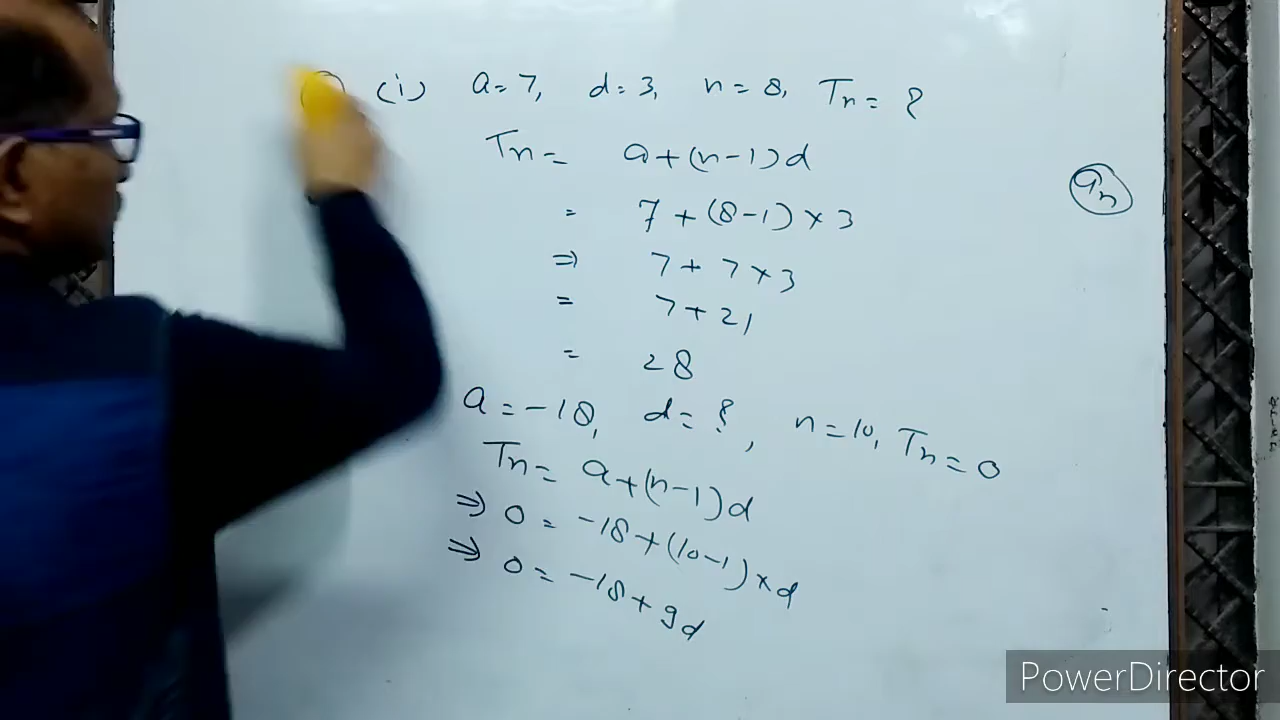 (i) a = 7, d = 3, n = 8, Tn = ?
Tn = a + (n - 1) d
an
= 7 + (8 - 1) × 3
⇒ 7 + 7 × 3
= 7 + 21
= 28
a = -18, d = ?, n = 10, Tn = 0
Tn = a + (n - 1) d
⇒ 0 = -18 + (10 - 1) × d
⇒ 0 = -18 + 9d
PowerDirector